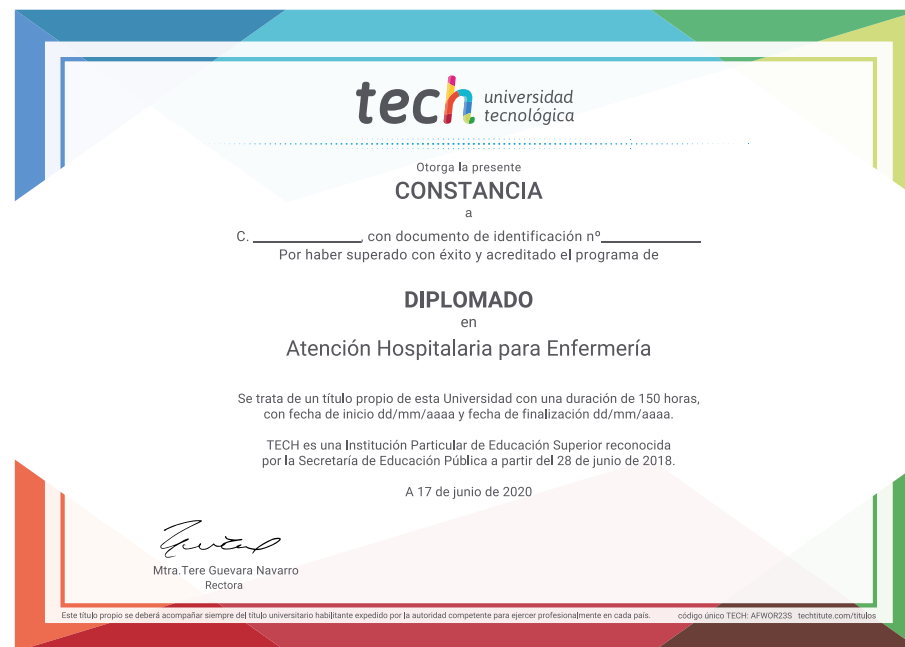 tech universidad
tecnológica
Otorga la presente
CONSTANCIA
a
C. ____________, con documento de identificación nº___________
Por haber superado con éxito y acreditado el programa de
DIPLOMADO
en
Atención Hospitalaria para Enfermería
Se trata de un título propio de esta Universidad con una duración de 150 horas,
con fecha de inicio dd/mm/aaaa y fecha de finalización dd/mm/aaaa.
TECH es una Institución Particular de Educación Superior reconocida
por la Secretaría de Educación Pública a partir del 28 de junio de 2018.
A 17 de junio de 2020
Mtra.Tere Guevara Navarro
Rectora
Este título propio se deberá acompañar siempre del título universitario habilitante expedido por la autoridad competente para ejercer profesionalmente en cada país. código único TECH: AFWOR23S techtitute.com/titulos